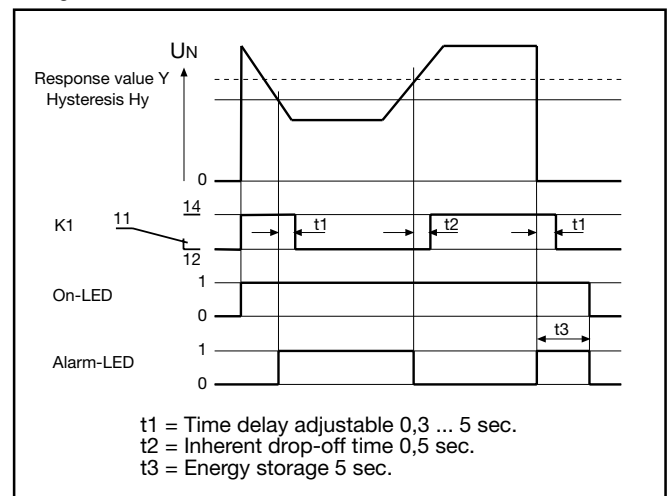 UN
Response value Y
Hysteresis Hy
0
K1
11
14
12
t1
t2
t1
On-LED
1
0
t3
Alarm-LED
1
0
t1 = Time delay adjustable 0,3 ... 5 sec.
t2 = Inherent drop-off time 0,5 sec.
t3 = Energy storage 5 sec.